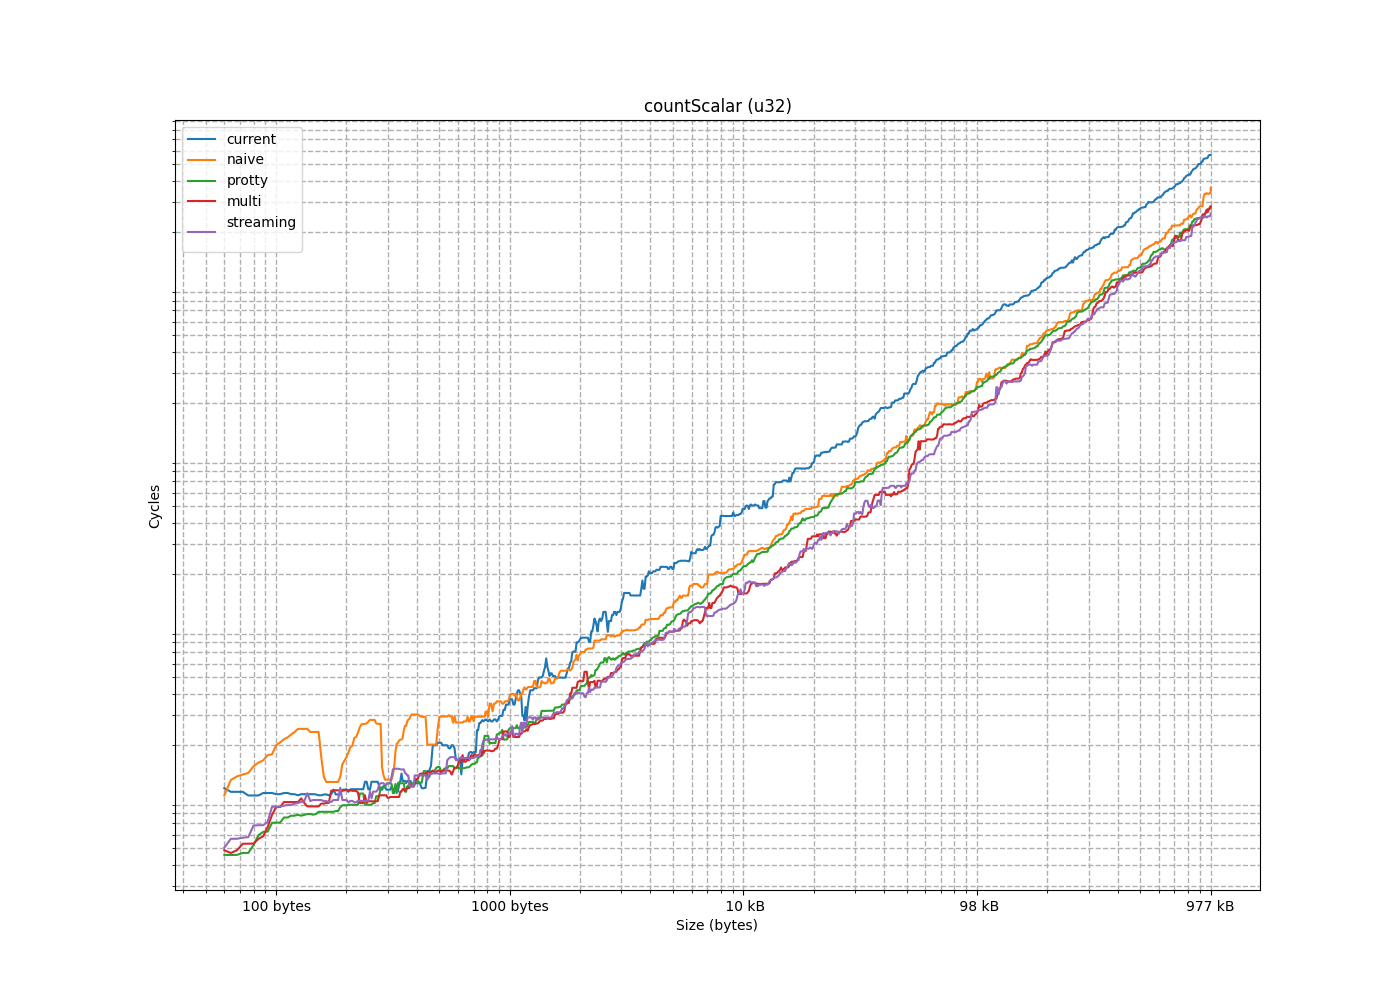 countScalar (u32)
current
naive
protty
multi
streaming
Cycles
100 bytes
1000 bytes
10 kB
98 kB
977 kB
Size (bytes)